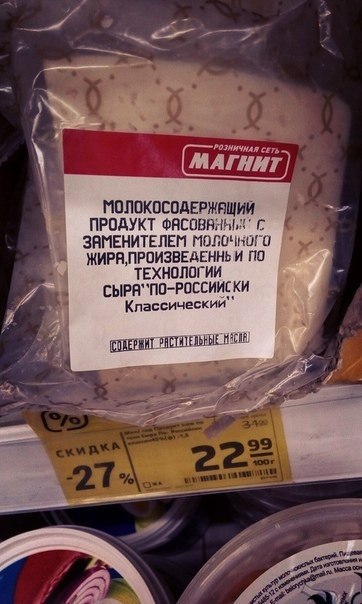 РОЗНИЧНАЯ СЕТЬ
МАГНИТ
МОЛОКОСОДЕРЖАЩИЙ
ПРОДУКТ ФАСОВАННЫЙ С
ЗАМЕНИТЕЛЕМ МОЛОЧНОГО
ЖИРА,ПРОИЗВЕДЕННЫЙ ПО
ТЕХНОЛОГИИ
СЫРА"ПО-РОССИЙСКИ
Классический"
СОДЕРЖИТ РАСТИТЕЛЬНЫЕ МАСЛА
%
СКИДКА
-27%
22 99
100 г